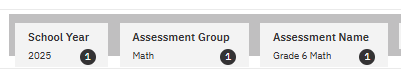 School Year Assessment Group Assessment Name
2025 1 Math 1 Grade 6 Math 1